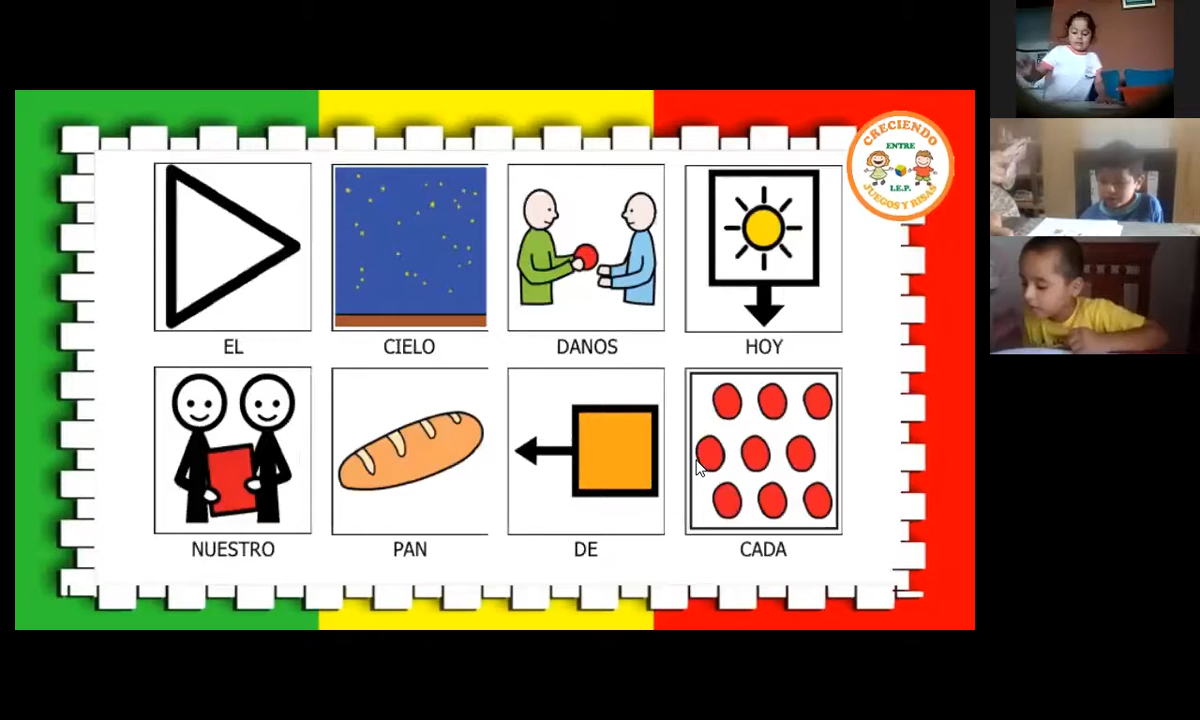 CRECIENDO
ENTRE
I.E.P.
JUEGOS Y RISAS
EL CIELO DANOS HOY
NUESTRO PAN DE CADA